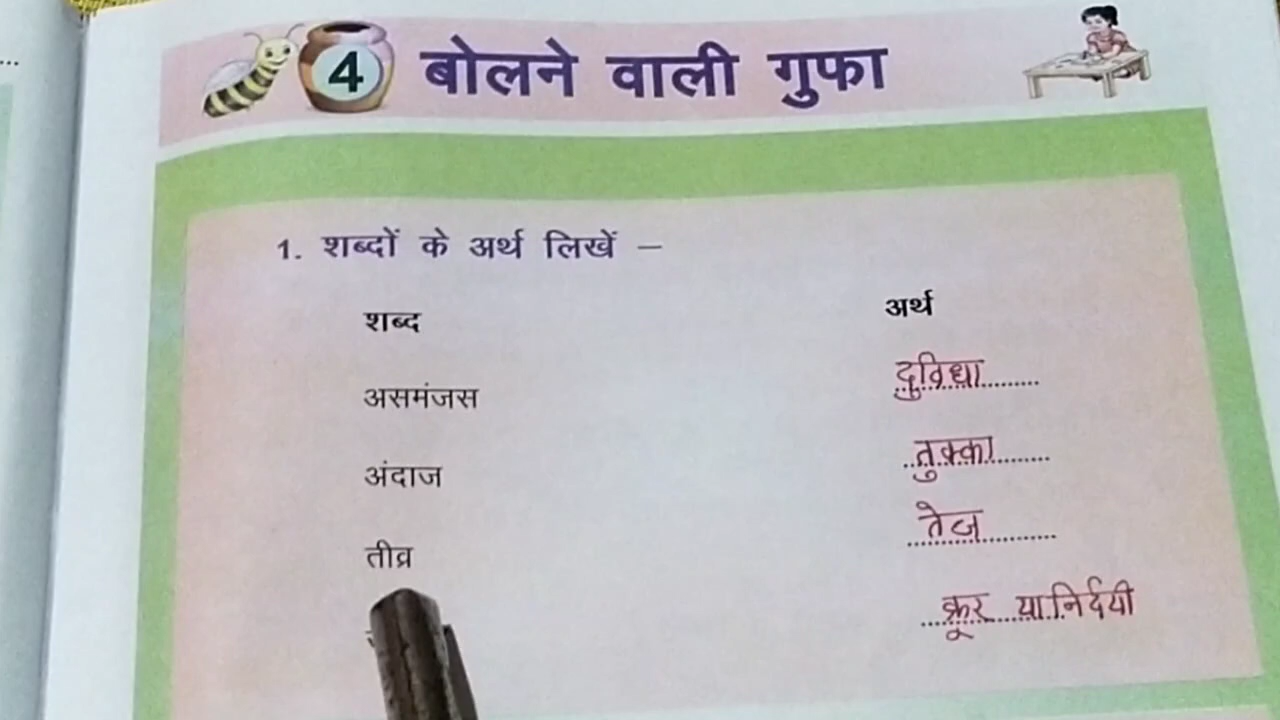 4 बोलने वाली गुफा
1. शब्दों के अर्थ लिखें –
शब्द अर्थ
असमंजस दुविधा
अंदाज तुक्का
तीव्र तेज
क्रूर या निर्दयी